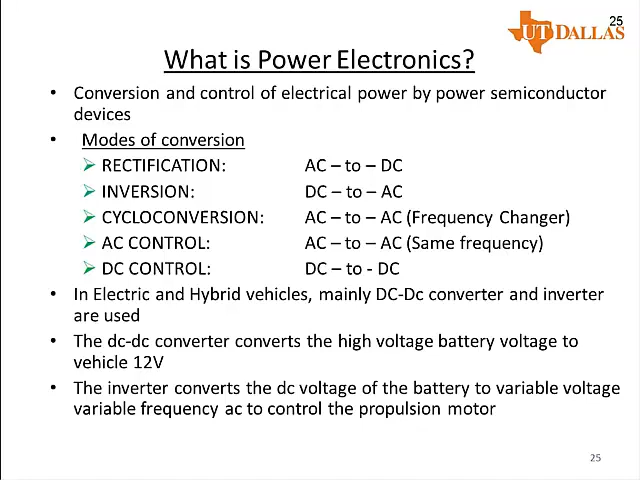 25
UT DALLAS
What is Power Electronics?
• Conversion and control of electrical power by power semiconductor
devices
• Modes of conversion
➢ RECTIFICATION: AC – to – DC
➢ INVERSION: DC – to – AC
➢ CYCLOCONVERSION: AC – to – AC (Frequency Changer)
➢ AC CONTROL: AC – to – AC (Same frequency)
➢ DC CONTROL: DC – to - DC
• In Electric and Hybrid vehicles, mainly DC-Dc converter and inverter
are used
• The dc-dc converter converts the high voltage battery voltage to
vehicle 12V
• The inverter converts the dc voltage of the battery to variable voltage
variable frequency ac to control the propulsion motor
25